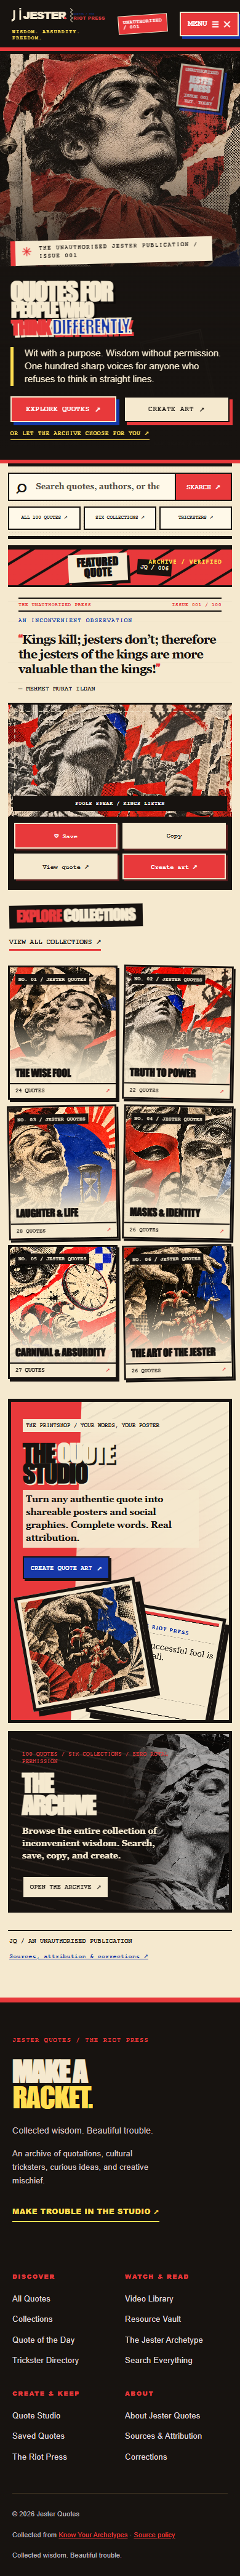 JESTER
RIOT PRESS
WISDOM. ABSURDITY.
FREEDOM.
UNAUTHORISED
/ 001
MENU
JESTER
PRESS
THE UNAUTHORISED JESTER PUBLICATION /
ISSUE 001
QUOTES FOR
PEOPLE WHO
THINK DIFFERENTLY.
Wit with a purpose. Wisdom without permission.
One hundred sharp voices for anyone who
refuses to think in straight lines.
EXPLORE QUOTES ↗
CREATE ART ↗
OR LET THE ARCHIVE CHOOSE FOR YOU ↗
Search quotes, authors, or the
SEARCH ↗
ALL 100 QUOTES ↗
SIX COLLECTIONS ↗
TRICKSTERS ↗
FEATURED
QUOTE
ARCHIVE / VERIFIED
JQ / 006
THE UNAUTHORISED PRESS
ISSUE 001 / 100
AN INCONVENIENT OBSERVATION
"Kings kill; jesters don't; therefore
the jesters of the kings are more
valuable than the kings!"
— MEHMET MURAT ILDAN
FOOLS SPEAK / KINGS LISTEN
♡ Save
Copy
View quote ↗
Create art ↗
EXPLORE COLLECTIONS
VIEW ALL COLLECTIONS ↗
NO. 01 / JESTER QUOTES
THE WISE FOOL
24 QUOTES ↗
NO. 02 / JESTER QUOTES
TRUTH TO POWER
22 QUOTES ↗
NO. 03 / JESTER QUOTES
LAUGHTER & LIFE
28 QUOTES ↗
NO. 04 / JESTER QUOTES
MASKS & IDENTITY
26 QUOTES ↗
NO. 05 / JESTER QUOTES
CARNIVAL & ABSURDITY
27 QUOTES ↗
NO. 06 / JESTER QUOTES
THE ART OF THE JESTER
26 QUOTES ↗
THE PRINTSHOP / YOUR WORDS, YOUR POSTER
THE QUOTE
STUDIO
Turn any authentic quote into
shareable posters and social
graphics. Complete words. Real
attribution.
CREATE QUOTE ART ↗
RIOT PRESS
successful fool is
all.
100 QUOTES / SIX COLLECTIONS / ZERO
PERMISSION
THE
ARCHIVE
Browse the entire collection of
inconvenient wisdom. Search,
save, copy, and create.
OPEN THE ARCHIVE ↗
JQ / AN UNAUTHORISED PUBLICATION
Sources, attribution & corrections ↗
JESTER QUOTES / THE RIOT PRESS
MAKE A
RACKET.
Collected wisdom. Beautiful trouble.
An archive of quotations, cultural
tricksters, curious ideas, and creative
mischief.
MAKE TROUBLE IN THE STUDIO ↗
DISCOVER
All Quotes
Collections
Quote of the Day
Trickster Directory
WATCH & READ
Video Library
Resource Vault
The Jester Archetype
Search Everything
CREATE & KEEP
Quote Studio
Saved Quotes
The Riot Press
ABOUT
About Jester Quotes
Sources & Attribution
Corrections
© 2026 Jester Quotes
Collected from Know Your Archetypes · Source policy
Collected wisdom. Beautiful trouble.